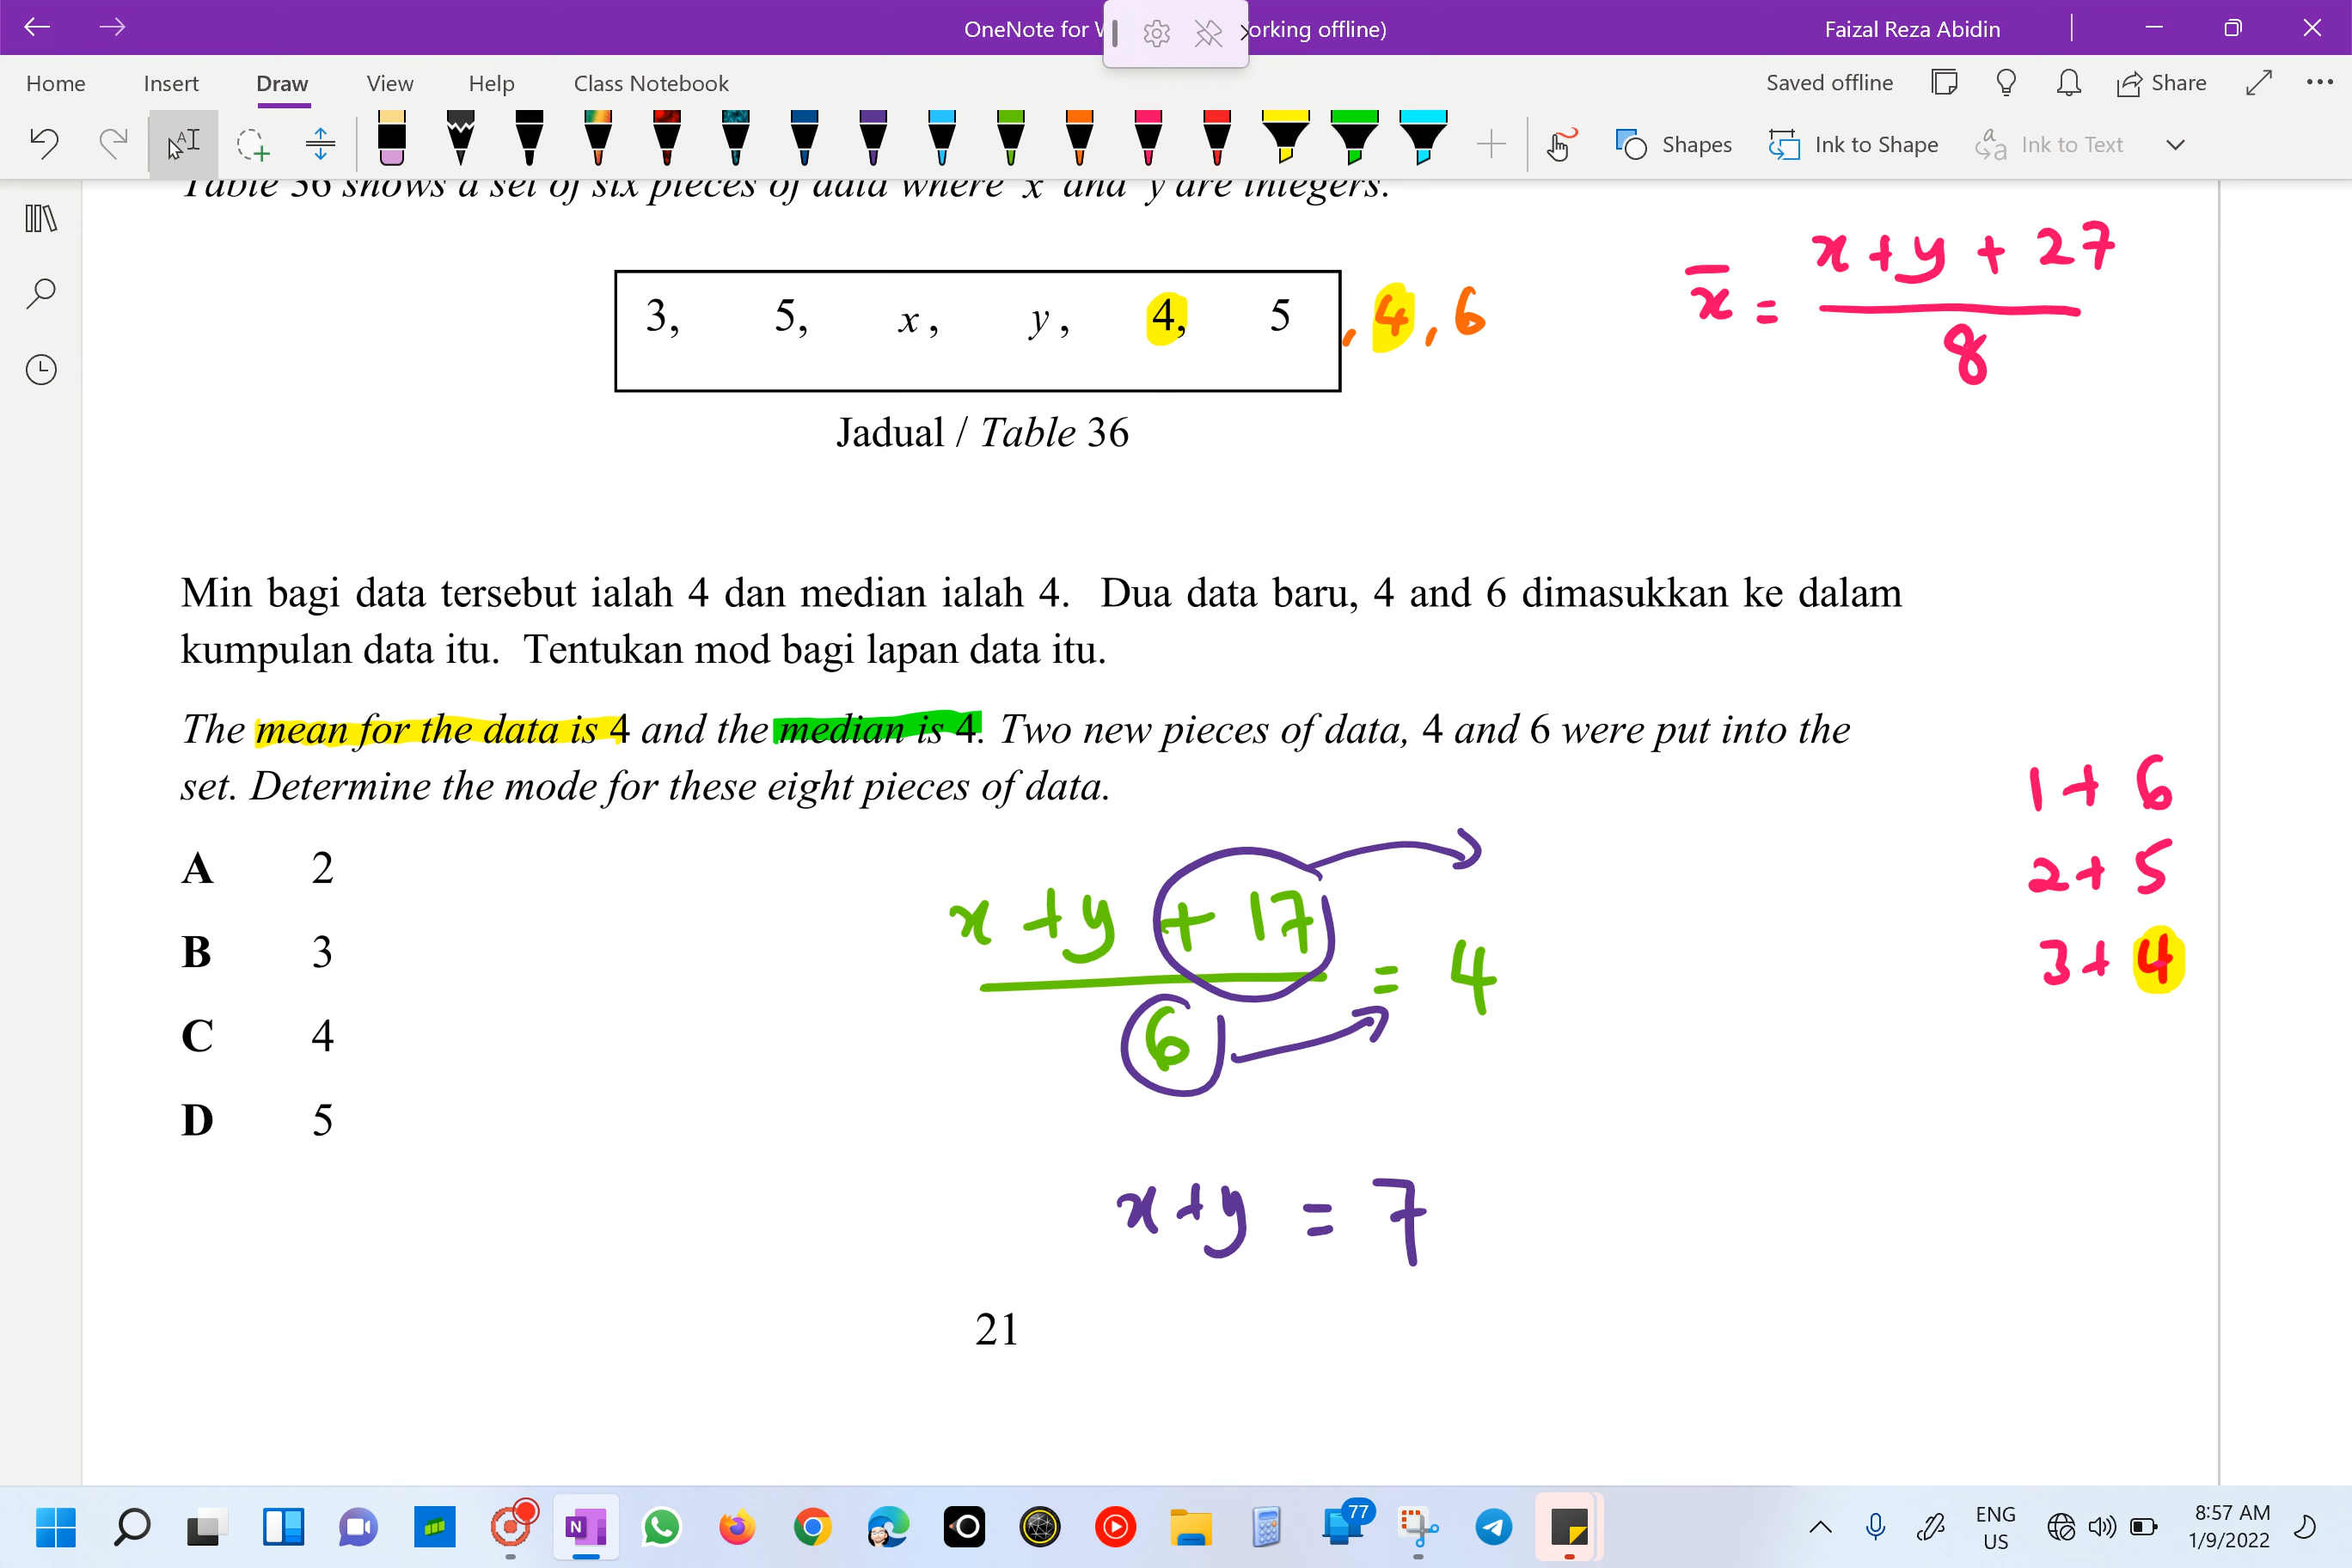 OneNote for W
orking offline)
Faizal Reza Abidin
Home Insert Draw View Help Class Notebook
Saved offline
Share
Shapes
Ink to Shape
Ink to Text
Table 36 shows a set of six pieces of data where x and y are integers.
3, 5, x, y, 4, 5 , 4, 6
x̄ = x + y + 27
8
Jadual / Table 36
Min bagi data tersebut ialah 4 dan median ialah 4. Dua data baru, 4 and 6 dimasukkan ke dalam
kumpulan data itu. Tentukan mod bagi lapan data itu.
The mean for the data is 4 and the median is 4. Two new pieces of data, 4 and 6 were put into the
set. Determine the mode for these eight pieces of data.
1 + 6
2 + 5
3 + 4
A 2
B 3
C 4
D 5
x + y + 17
= 4
6
x + y = 7
21
N
77
ENG
US
8:57 AM
1/9/2022